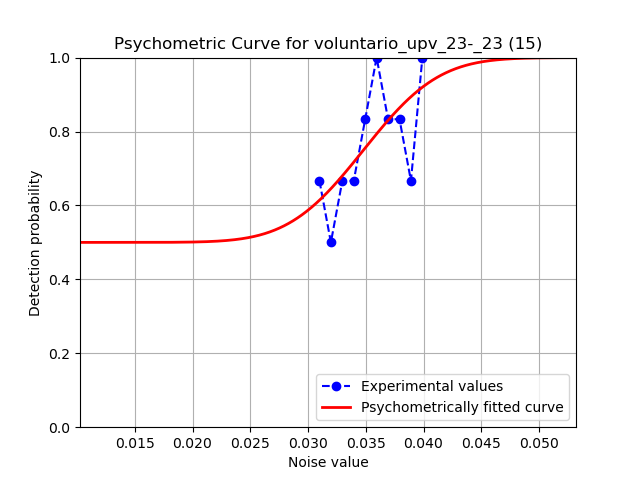 Psychometric Curve for voluntario_upv_23-_23 (15)
1.0
0.8
0.6
0.4
0.2
0.0
Detection probability
Experimental values
Psychometrically fitted curve
0.015 0.020 0.025 0.030 0.035 0.040 0.045 0.050
Noise value